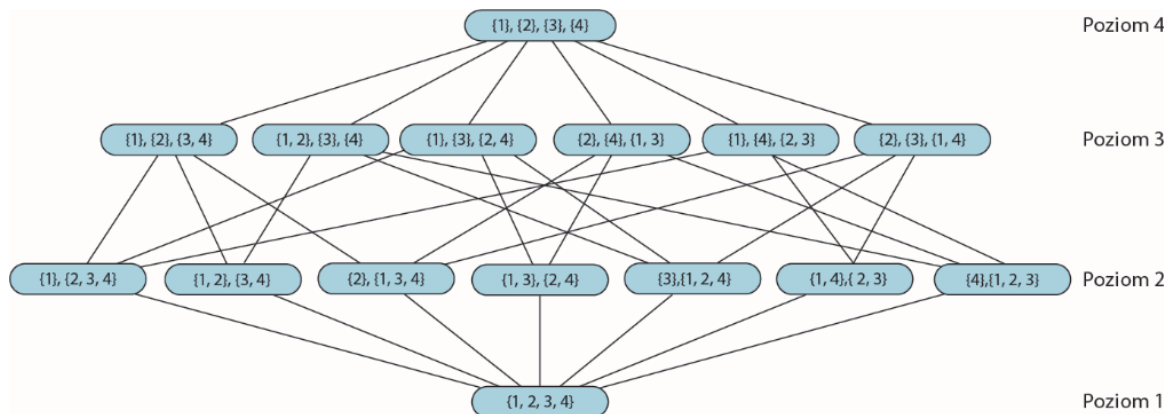 {1}, {2}, {3}, {4} Poziom 4
{1}, {2}, {3, 4} {1, 2}, {3}, {4} {1}, {3}, {2, 4} {2}, {4}, {1, 3} {1}, {4}, {2, 3} {2}, {3}, {1, 4} Poziom 3
{1}, {2, 3, 4} {1, 2}, {3, 4} {2}, {1, 3, 4} {1, 3}, {2, 4} {3},{1, 2, 4} {1, 4},{ 2, 3} {4},{1, 2, 3} Poziom 2
{1, 2, 3, 4} Poziom 1